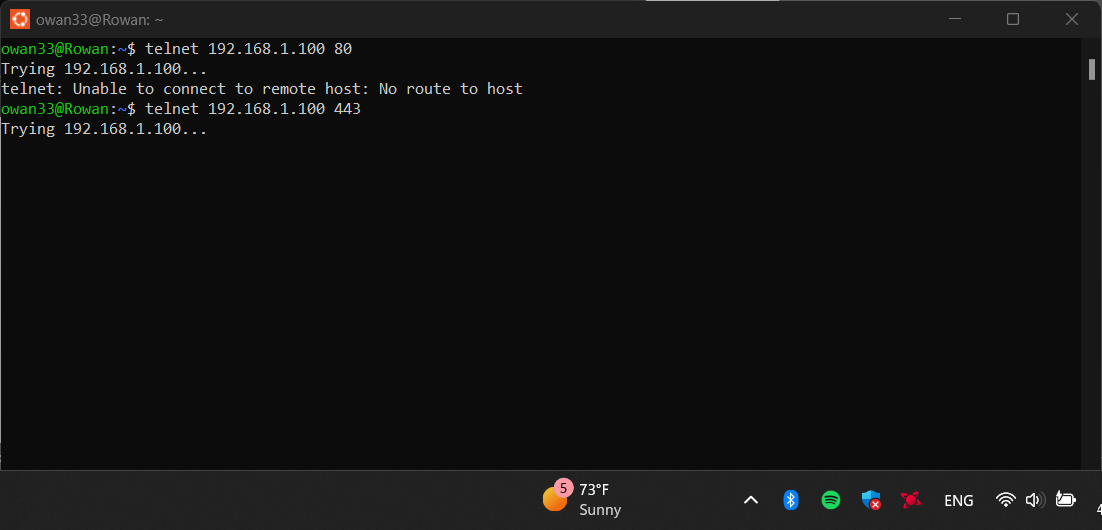 owan33@Rowan: ~
owan33@Rowan:~$ telnet 192.168.1.100 80
Trying 192.168.1.100...
telnet: Unable to connect to remote host: No route to host
owan33@Rowan:~$ telnet 192.168.1.100 443
Trying 192.168.1.100...
5
73°F
Sunny
ENG
4